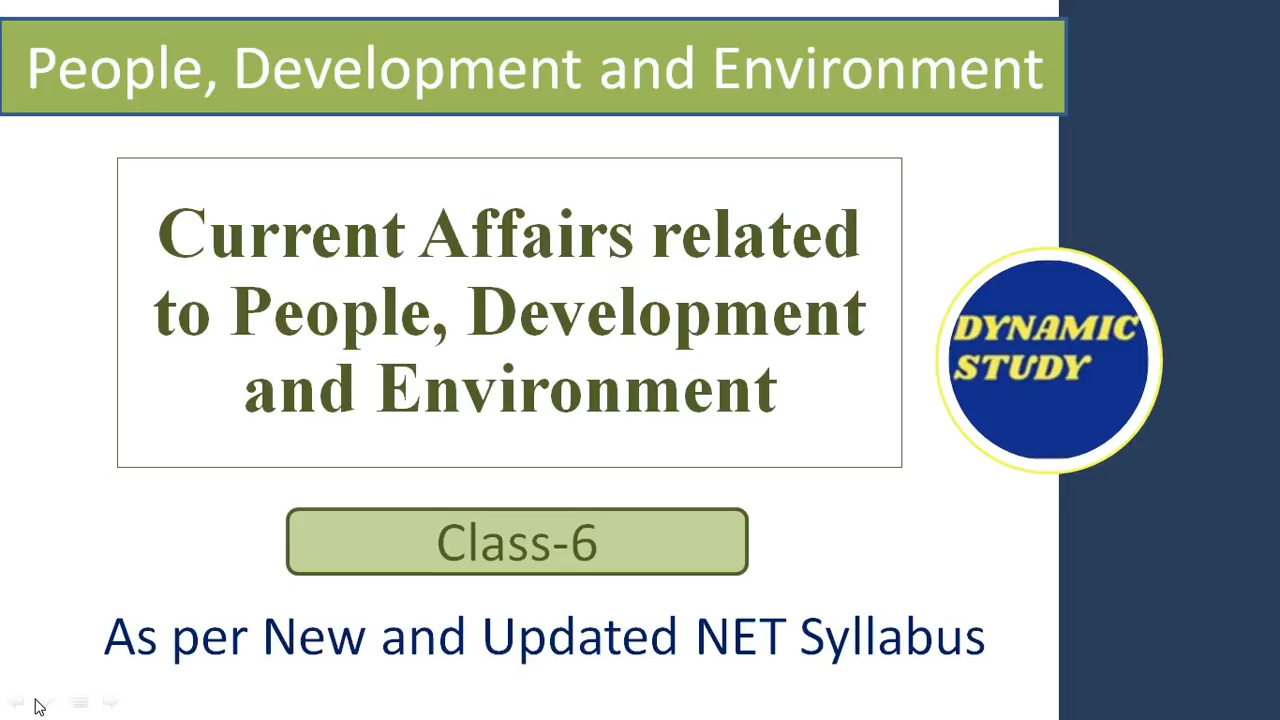 People, Development and Environment
Current Affairs related
to People, Development
and Environment
DYNAMIC
STUDY
Class-6
As per New and Updated NET Syllabus